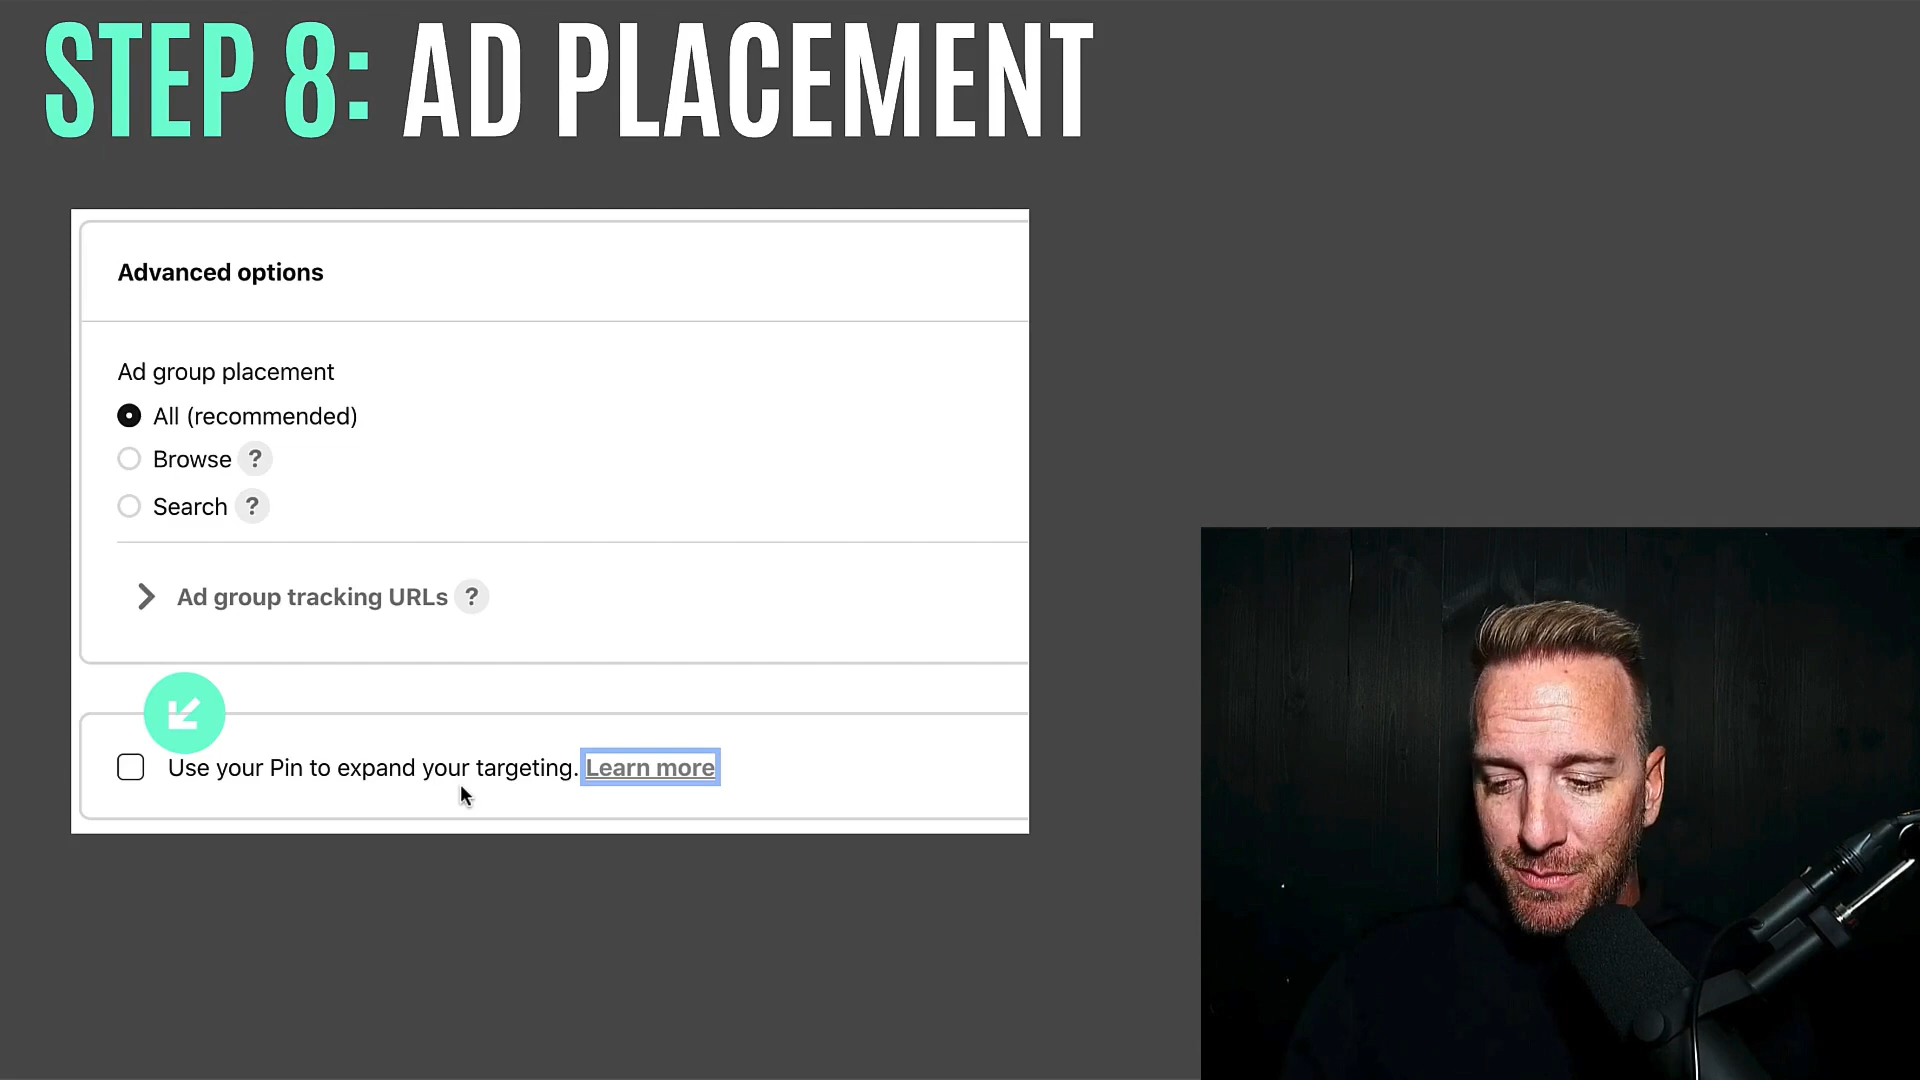 STEP 8: AD PLACEMENT
Advanced options
Ad group placement
All (recommended)
Browse ?
Search ?
Ad group tracking URLs ?
Use your Pin to expand your targeting. Learn more